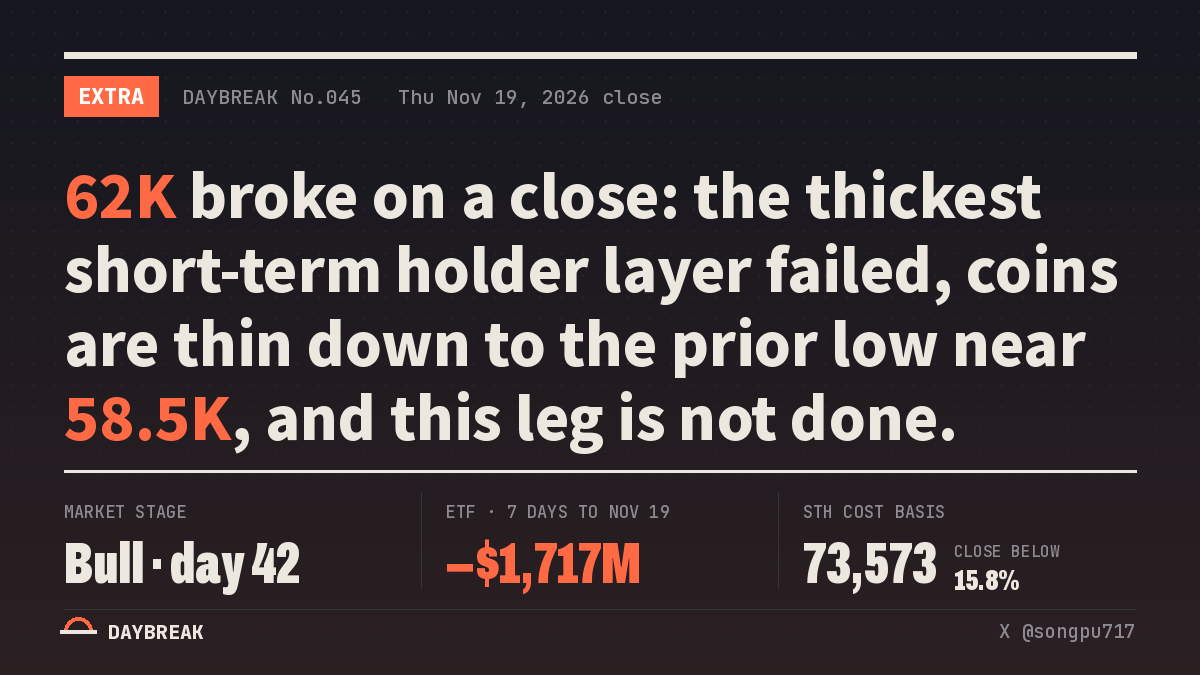 EXTRA DAYBREAK No.045 Thu Nov 19, 2026 close
62K broke on a close: the thickest
short-term holder layer failed, coins
are thin down to the prior low near
58.5K, and this leg is not done.
MARKET STAGE
Bull · day 42
ETF · 7 DAYS TO NOV 19
−$1,717M
STH COST BASIS
73,573
CLOSE BELOW
15.8%
DAYBREAK
X @songpu717